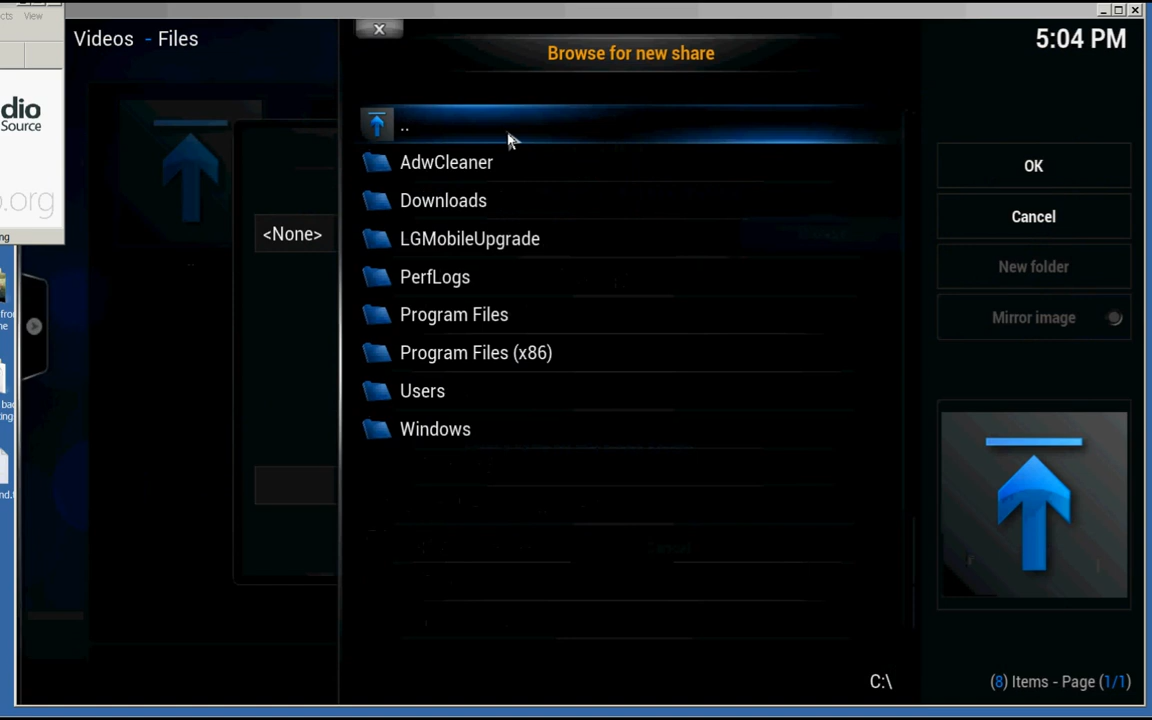 cts View
Videos - Files
Browse for new share
5:04 PM
dio
Source
..
AdwCleaner
OK
Downloads
Cancel
o.org
<None>
LGMobileUpgrade
New folder
PerfLogs
Program Files
Mirror image
Program Files (x86)
Users
Windows
C:\
(8) Items - Page (1/1)